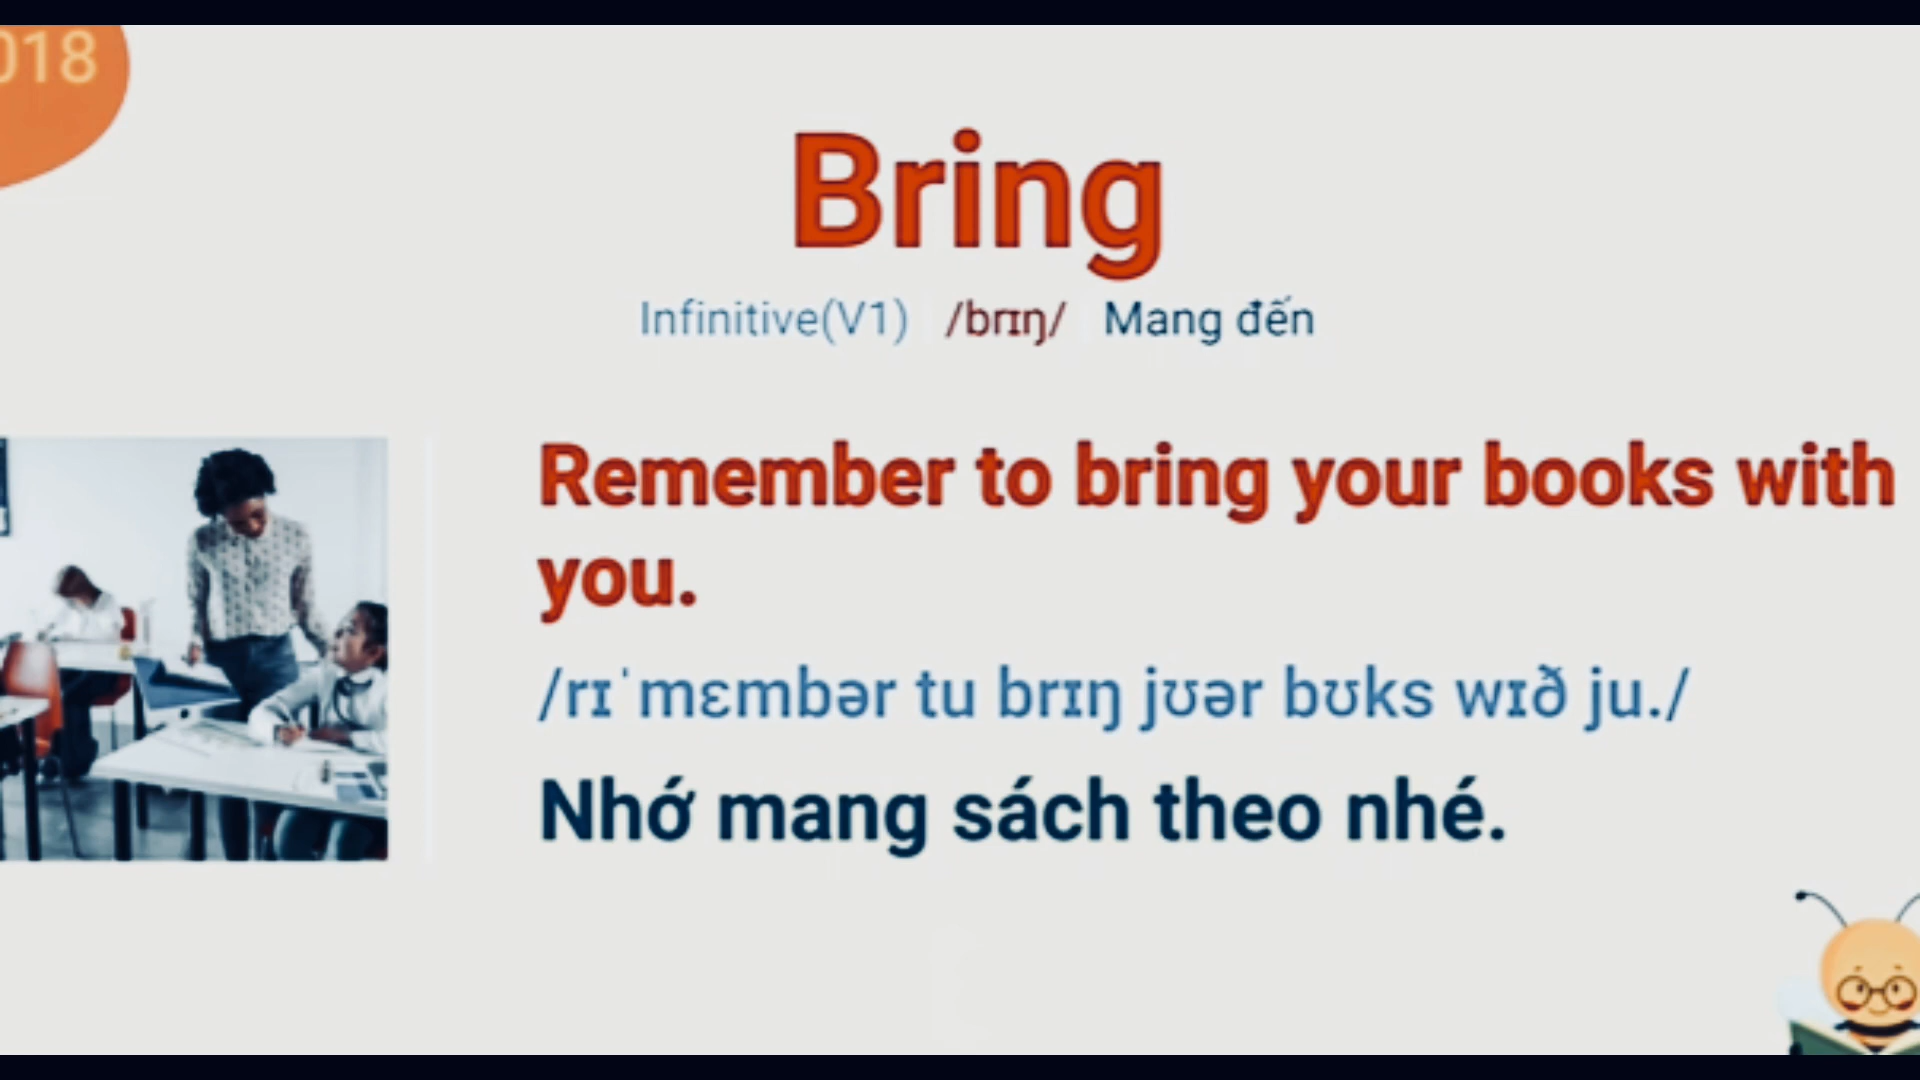 018
Bring
Infinitive(V1) /brɪŋ/ Mang đến
Remember to bring your books with
you.
/rɪˈmɛmbər tu brɪŋ jʊər bʊks wɪð ju./
Nhớ mang sách theo nhé.